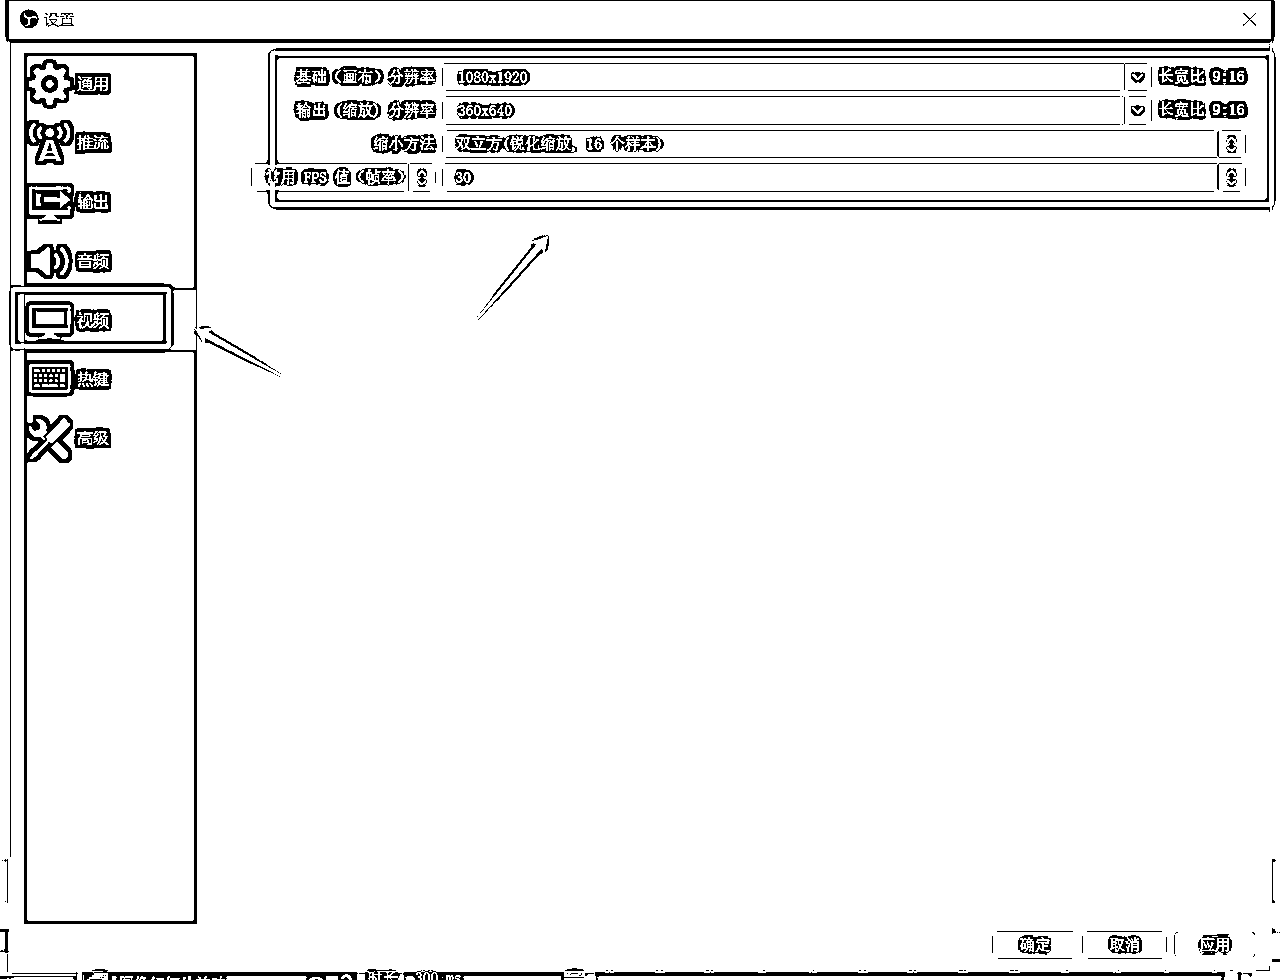 设置
通用
推流
输出
音频
视频
热键
高级
基础（画布）分辨率 1080x1920 长宽比 9:16
输出（缩放）分辨率 360x640 长宽比 9:16
缩小方法 双立方(锐化缩放，16 个样本)
常用 FPS 值（帧率） 30
确定 取消 应用